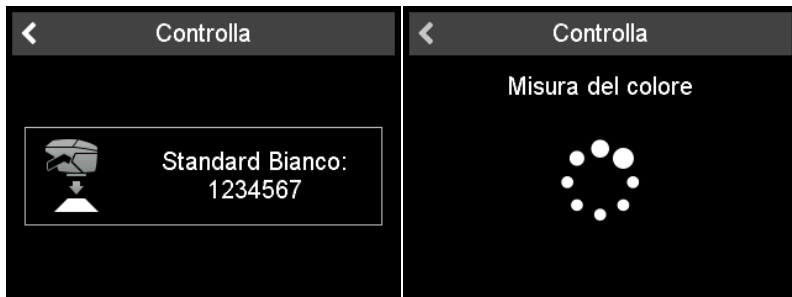 Controlla
Standard Bianco:
1234567
Controlla
Misura del colore